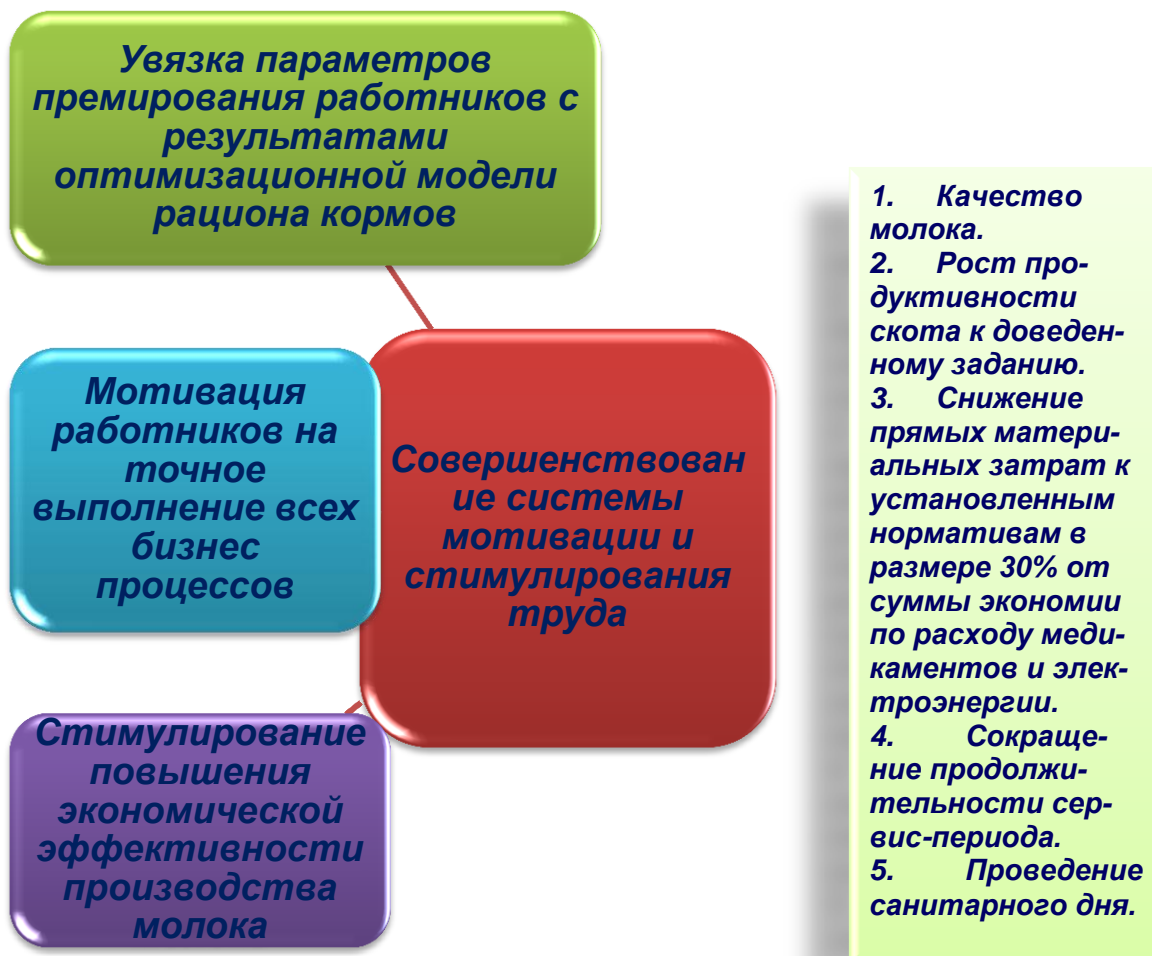 Увязка параметров
премирования работников с
результатами
оптимизационной модели
рациона кормов
Мотивация
работников на
точное
выполнение всех
бизнес
процессов
Совершенствован
ие системы
мотивации и
стимулирования
труда
Стимулирование
повышения
экономической
эффективности
производства
молока
1. Качество
молока.
2. Рост про-
дуктивности
скота к доведен-
ному заданию.
3. Снижение
прямых матери-
альных затрат к
установленным
нормативам в
размере 30% от
суммы экономии
по расходу меди-
каментов и элек-
троэнергии.
4. Сокраще-
ние продолжи-
тельности сер-
вис-периода.
5. Проведение
санитарного дня.